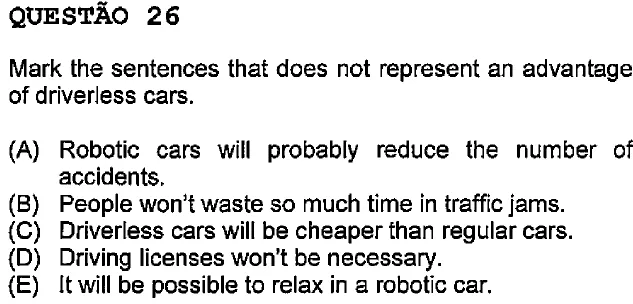 QUESTÃO 26
Mark the sentences that does not represent an advantage
of driverless cars.
(A) Robotic cars will probably reduce the number of
accidents.
(B) People won't waste so much time in traffic jams.
(C) Driverless cars will be cheaper than regular cars.
(D) Driving licenses won't be necessary.
(E) It will be possible to relax in a robotic car.